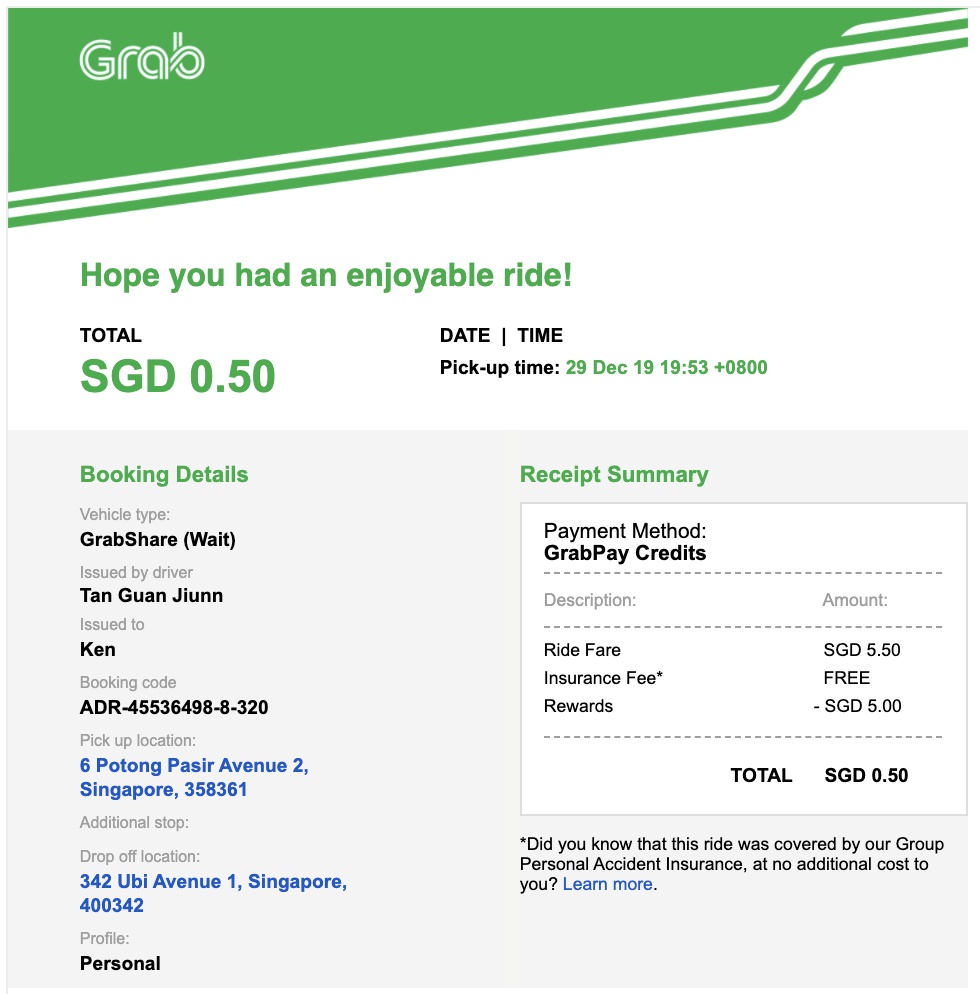 Grab
Hope you had an enjoyable ride!
TOTAL
SGD 0.50
DATE | TIME
Pick-up time: 29 Dec 19 19:53 +0800
Booking Details
Vehicle type:
GrabShare (Wait)
Issued by driver
Tan Guan Jiunn
Issued to
Ken
Booking code
ADR-45536498-8-320
Pick up location:
6 Potong Pasir Avenue 2,
Singapore, 358361
Additional stop:
Drop off location:
342 Ubi Avenue 1, Singapore,
400342
Profile:
Personal
Receipt Summary
Payment Method:
GrabPay Credits
Description: Amount:
Ride Fare SGD 5.50
Insurance Fee* FREE
Rewards - SGD 5.00
TOTAL SGD 0.50
*Did you know that this ride was covered by our Group
Personal Accident Insurance, at no additional cost to
you? Learn more.